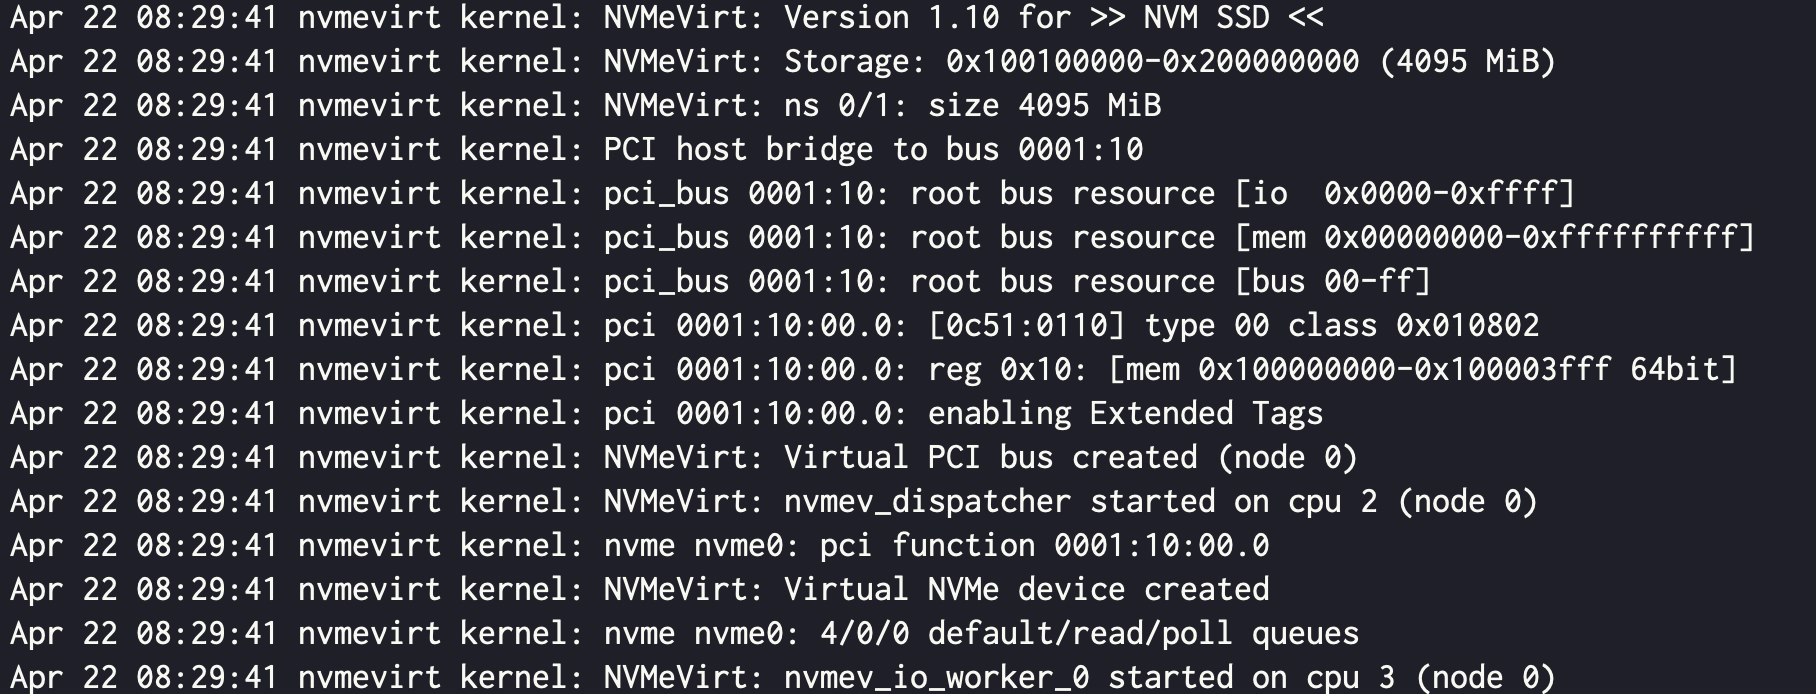 Apr 22 08:29:41 nvmevirt kernel: NVMeVirt: Version 1.10 for >> NVM SSD <<
Apr 22 08:29:41 nvmevirt kernel: NVMeVirt: Storage: 0x100100000-0x200000000 (4095 MiB)
Apr 22 08:29:41 nvmevirt kernel: NVMeVirt: ns 0/1: size 4095 MiB
Apr 22 08:29:41 nvmevirt kernel: PCI host bridge to bus 0001:10
Apr 22 08:29:41 nvmevirt kernel: pci_bus 0001:10: root bus resource [io  0x0000-0xffff]
Apr 22 08:29:41 nvmevirt kernel: pci_bus 0001:10: root bus resource [mem 0x00000000-0xffffffffff]
Apr 22 08:29:41 nvmevirt kernel: pci_bus 0001:10: root bus resource [bus 00-ff]
Apr 22 08:29:41 nvmevirt kernel: pci 0001:10:00.0: [0c51:0110] type 00 class 0x010802
Apr 22 08:29:41 nvmevirt kernel: pci 0001:10:00.0: reg 0x10: [mem 0x100000000-0x100003fff 64bit]
Apr 22 08:29:41 nvmevirt kernel: pci 0001:10:00.0: enabling Extended Tags
Apr 22 08:29:41 nvmevirt kernel: NVMeVirt: Virtual PCI bus created (node 0)
Apr 22 08:29:41 nvmevirt kernel: NVMeVirt: nvmev_dispatcher started on cpu 2 (node 0)
Apr 22 08:29:41 nvmevirt kernel: nvme nvme0: pci function 0001:10:00.0
Apr 22 08:29:41 nvmevirt kernel: NVMeVirt: Virtual NVMe device created
Apr 22 08:29:41 nvmevirt kernel: nvme nvme0: 4/0/0 default/read/poll queues
Apr 22 08:29:41 nvmevirt kernel: NVMeVirt: nvmev_io_worker_0 started on cpu 3 (node 0)